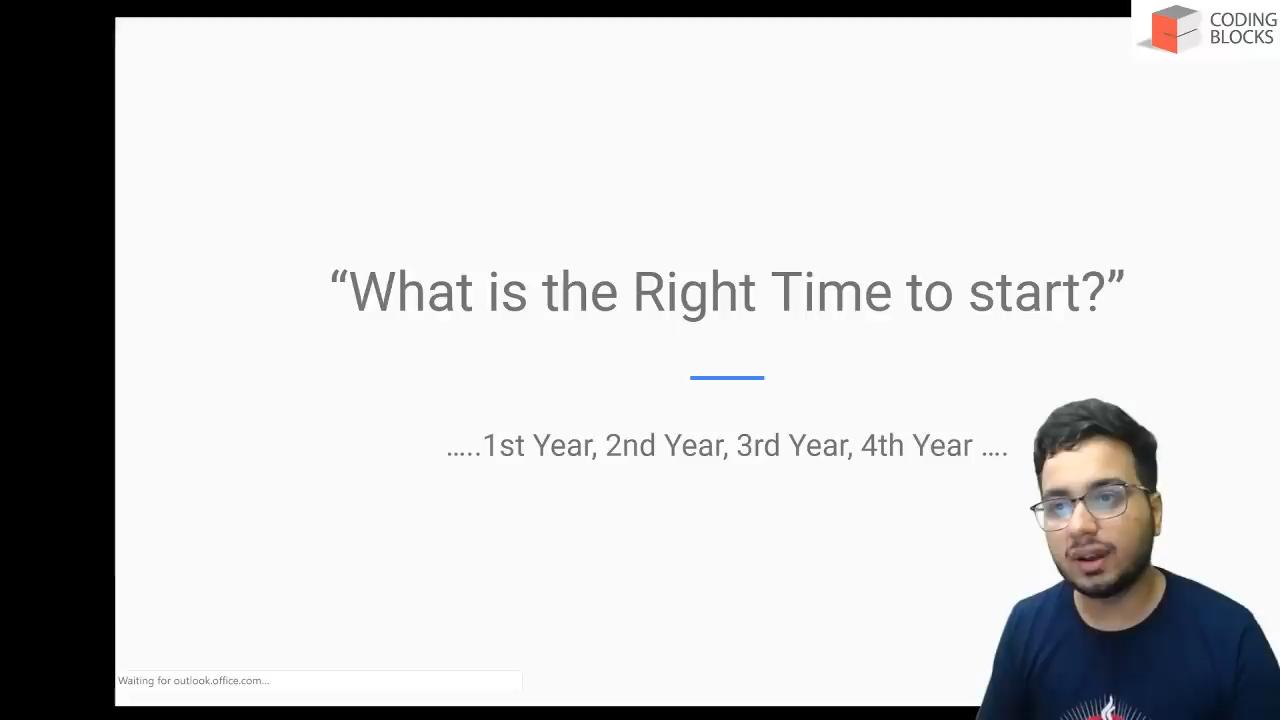 CODING
BLOCKS
“What is the Right Time to start?”
.....1st Year, 2nd Year, 3rd Year, 4th Year ....
Waiting for outlook.office.com...